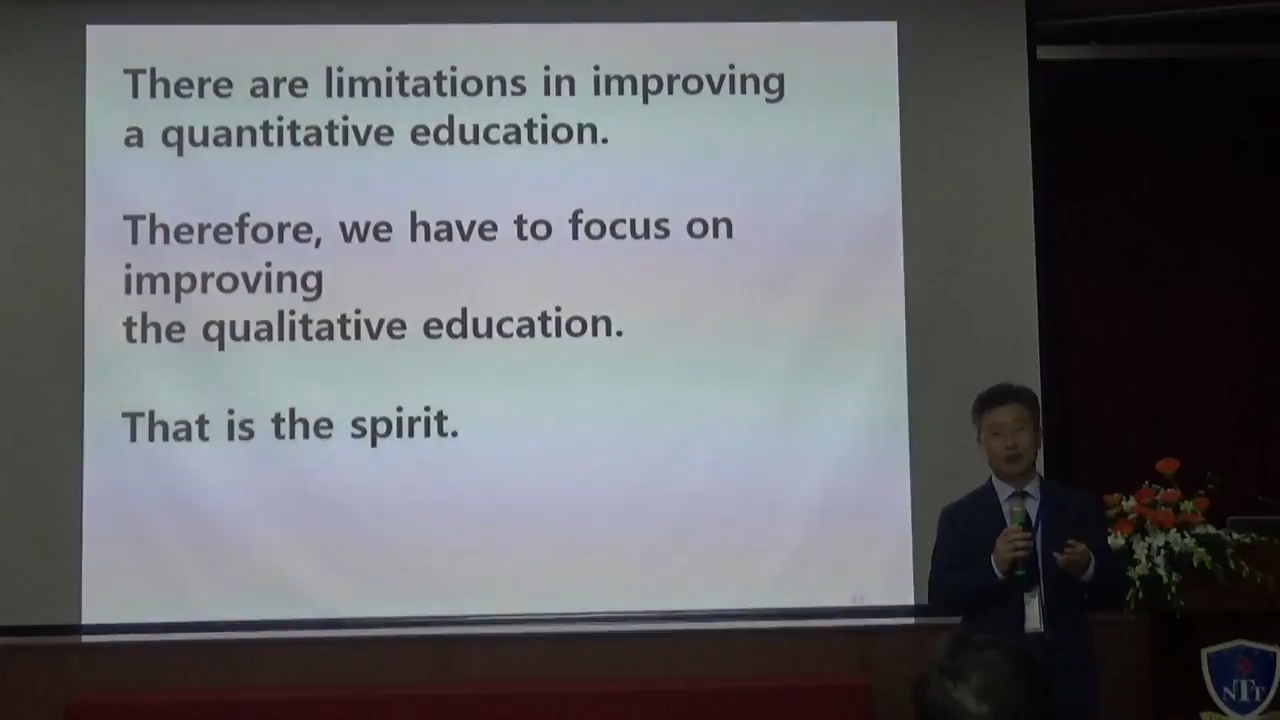 There are limitations in improving
a quantitative education.
Therefore, we have to focus on
improving
the qualitative education.
That is the spirit.
NTT